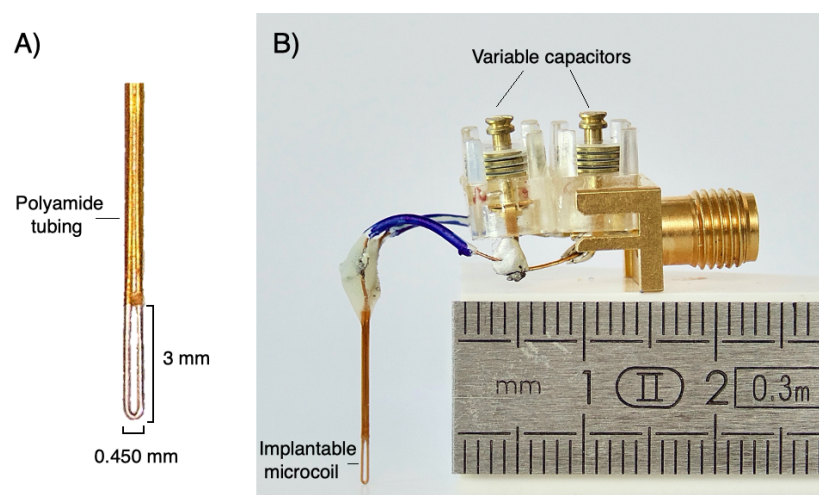 A)
Polyamide
tubing
3 mm
0.450 mm
B)
Variable capacitors
Implantable
microcoil
mm 1 II 2 0.3m